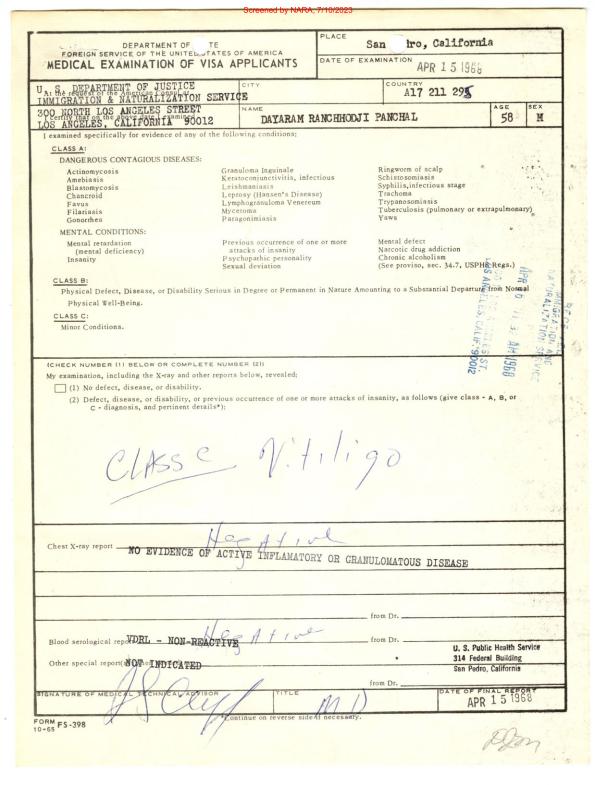 Screened by NARA, 7/10/2023
DEPARTMENT OF TE
FOREIGN SERVICE OF THE UNITED STATES OF AMERICA
MEDICAL EXAMINATION OF VISA APPLICANTS
PLACE
San dro, California
DATE OF EXAMINATION
APR 15 1968
U. S. DEPARTMENT OF JUSTICE
At the request of the American Consul at
IMMIGRATION & NATURALIZATION SERVICE
CITY
COUNTRY
A17 211 295
300 NORTH LOS ANGELES STREET
I certify that on the above date I examined
LOS ANGELES, CALIFORNIA 90012
NAME
DAYARAM RANCHHODJI PANCHAL
AGE
58
SEX
M
I examined specifically for evidence of any of the following conditions:
CLASS A:
DANGEROUS CONTAGIOUS DISEASES:
Actinomycosis Granuloma Inguinale Ringworm of scalp
Amebiasis Keratoconjunctivitis, infectious Schistosomiasis
Blastomycosis Leishmaniasis Syphilis, infectious stage
Chancroid Leprosy (Hansen's Disease) Trachoma
Favus Lymphogranuloma Venereum Trypanosomiasis
Filariasis Mycetoma Tuberculosis (pulmonary or extrapulmonary)
Gonorrhea Paragonimiasis Yaws
MENTAL CONDITIONS:
Mental retardation Previous occurrence of one or more Mental defect
(mental deficiency) attacks of insanity Narcotic drug addiction
Insanity Psychopathic personality Chronic alcoholism
Sexual deviation (See proviso, sec. 34.7, USPHS Regs.)
CLASS B:
Physical Defect, Disease, or Disability Serious in Degree or Permanent in Nature Amounting to a Substantial Departure from Normal
Physical Well-Being.
CLASS C:
Minor Conditions.
NATURALIZATION SERVICE
APR 11 AM 1968
LOS ANGELES, CALIF. 90012
(CHECK NUMBER (1) BELOW OR COMPLETE NUMBER (2))
My examination, including the X-ray and other reports below, revealed;
(1) No defect, disease, or disability.
(2) Defect, disease, or disability, or previous occurrence of one or more attacks of insanity, as follows (give class - A, B, or
C - diagnosis, and pertinent details*):
CLASS C Vitiligo
Negative
Chest X-ray report NO EVIDENCE OF ACTIVE INFLAMATORY OR GRANULOMATOUS DISEASE
from Dr.
Negative
Blood serological report VDRL - NON-REACTIVE from Dr.
Other special report(s) NOT INDICATED
U. S. Public Health Service
314 Federal Building
San Pedro, California
from Dr.
SIGNATURE OF MEDICAL TECHNICAL ADVISOR
TITLE
MD
DATE OF FINAL REPORT
APR 15 1968
Continue on reverse side if necessary.
FORM FS-398
10-65